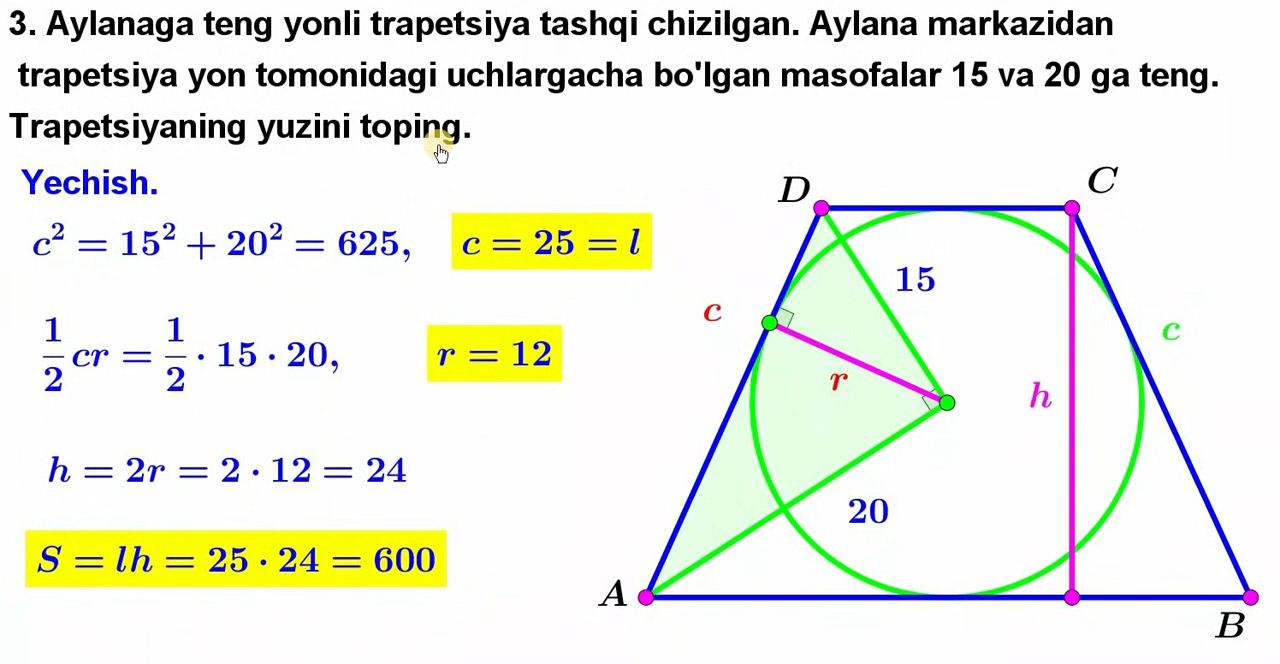 3. Aylanaga teng yonli trapetsiya tashqi chizilgan. Aylana markazidan
trapetsiya yon tomonidagi uchlargacha bo'lgan masofalar 15 va 20 ga teng.
Trapetsiyaning yuzini toping.
Yechish.
c² = 15² + 20² = 625, c = 25 = l
1/2 cr = 1/2 · 15 · 20, r = 12
h = 2r = 2 · 12 = 24
S = lh = 25 · 24 = 600
D
C
15
c
c
r
h
20
A
B